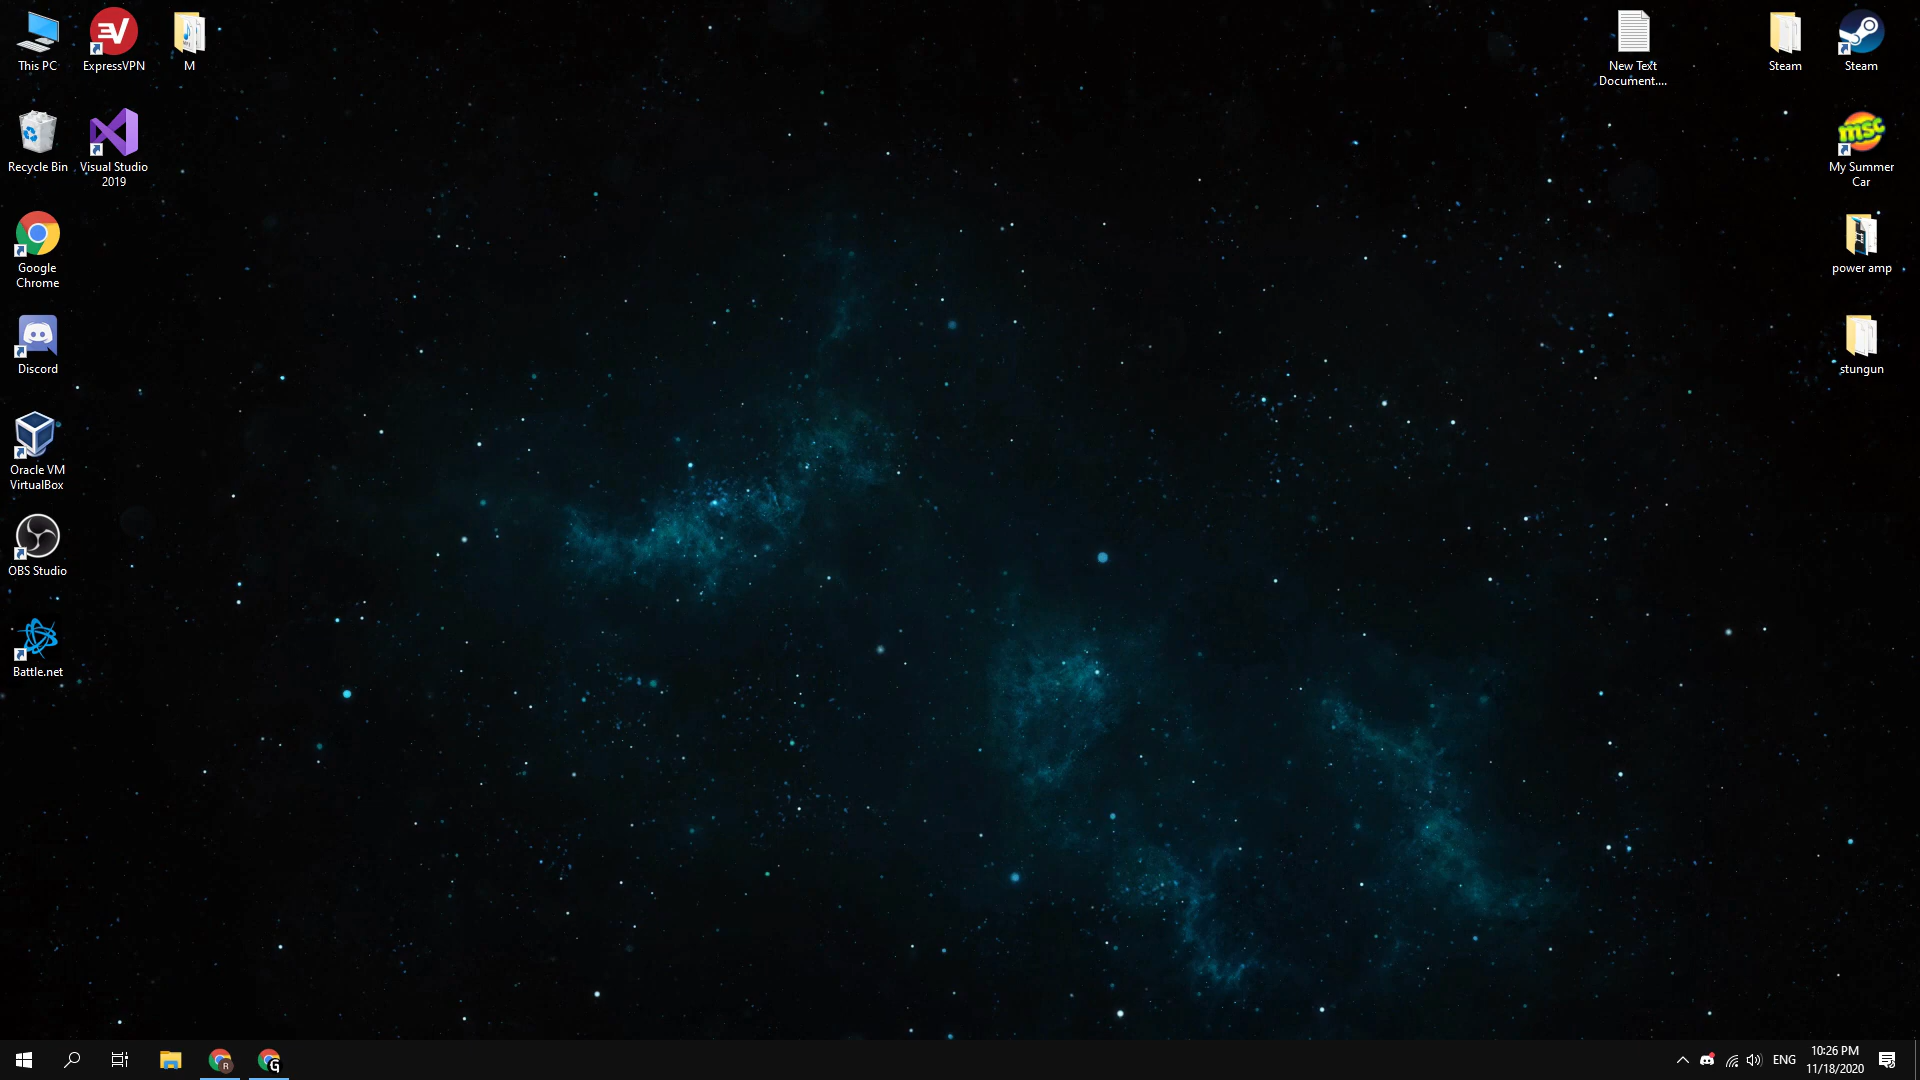 This PC
ExpressVPN
M
New Text
Document....
Steam
Steam
Recycle Bin
Visual Studio
2019
msc
My Summer
Car
Google
Chrome
power amp
Discord
stungun
Oracle VM
VirtualBox
OBS Studio
Battle.net
R
G
ENG
10:26 PM
11/18/2020